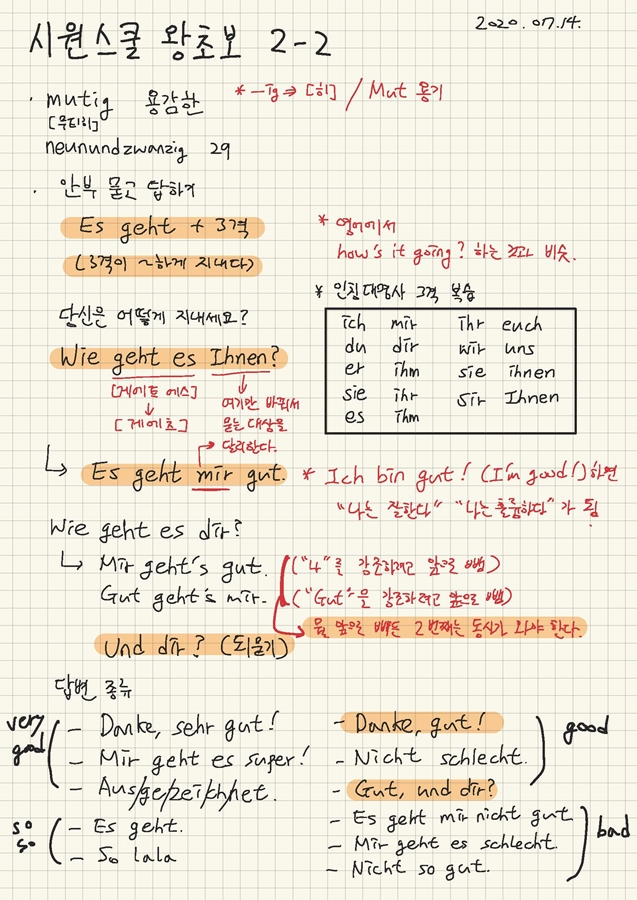 시원스쿨 왕초보 2-2
2020.07.14.
· mutig 용감한
[무티히]
* -ig ⇒ [히] / Mut 용기
neunundzwanzig 29
· 안부 묻고 답하기
Es geht + 3격
(3격이 ~하게 지내다)
* 영어에서
how's it going? 하는 것과 비슷.
* 인칭대명사 3격 복습
ich mir ihr euch
du dir wir uns
er ihm sie ihnen
sie ihr Sir Ihnen
es ihm
당신은 어떻게 지내세요?
Wie geht es Ihnen?
[게에트 에스]
↓
[게에츠]
↓
여기만 바꿔서
묻는 대상을
달리한다.
↳ Es geht mir gut.
* Ich bin gut! (I'm good!) 하면
"나는 잘한다" "나는 훌륭하다"가 됨.
Wie geht es dir?
↳ Mir geht's gut. ("나"를 강조하려고 앞으로 뺌)
Gut geht's mir. ("Gut"을 강조하려고 앞으로 뺌)
뭘 앞으로 빼든 2번째는 동사가 와야 한다.
Und dir? (되묻기)
답변 종류
very good
- Danke, sehr gut!
- Mir geht es super!
- Aus/ge/zei/ch/net.
so so
- Es geht.
- So lala
- Danke, gut!
- Nicht schlecht.
- Gut, und dir?
good
- Es geht mir nicht gut.
- Mir geht es schlecht.
- Nicht so gut.
bad